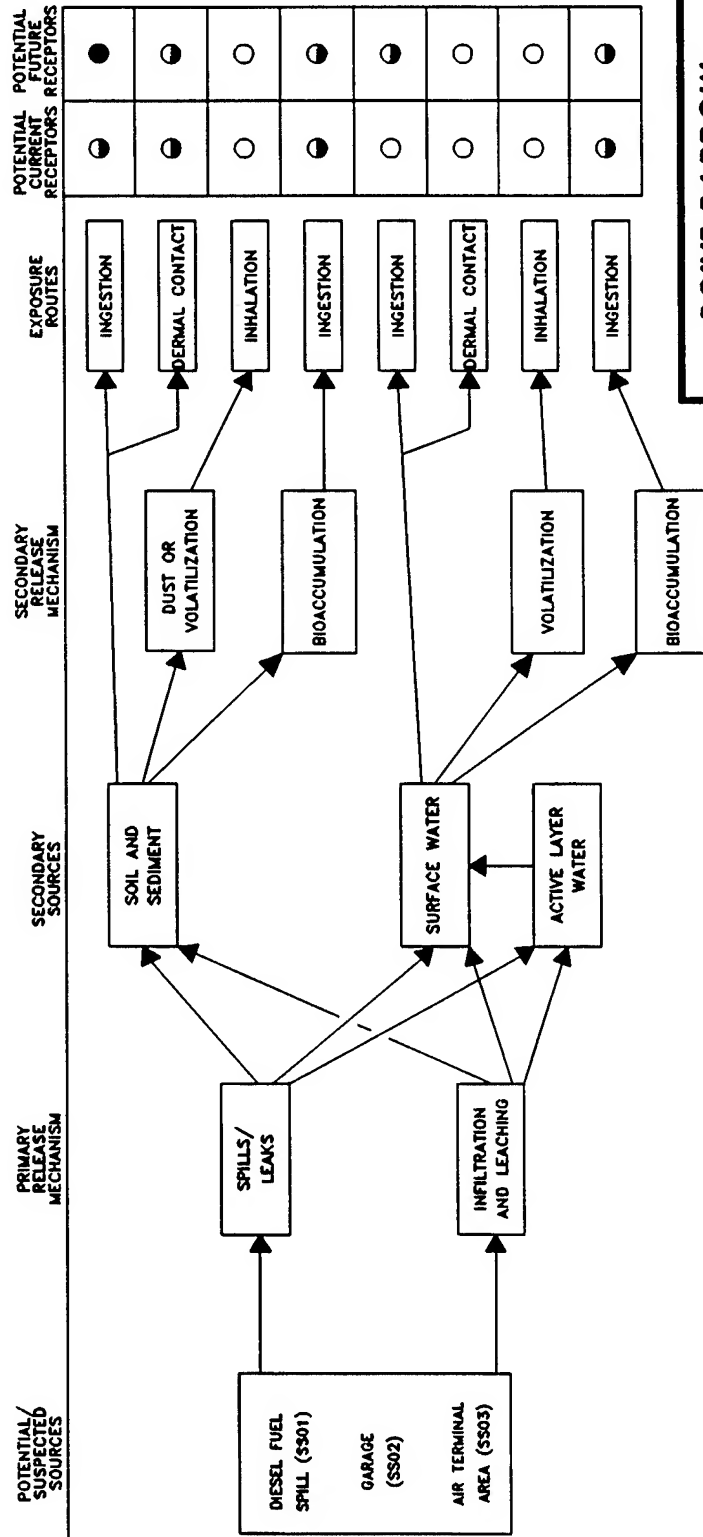 POTENTIAL/
SUSPECTED
SOURCES
PRIMARY
RELEASE
MECHANISM
SECONDARY
SOURCES
SECONDARY
RELEASE
MECHANISM
EXPOSURE
ROUTES
POTENTIAL
CURRENT
RECEPTORS
POTENTIAL
FUTURE
RECEPTORS
DIESEL FUEL
SPILL (SS01)
GARAGE
(SS02)
AIR TERMINAL
AREA (SS03)
SPILLS/
LEAKS
INFILTRATION
AND LEACHING
SOIL AND
SEDIMENT
SURFACE WATER
ACTIVE LAYER
WATER
DUST OR
VOLATILIZATION
BIOACCUMULATION
VOLATILIZATION
BIOACCUMULATION
INGESTION
DERMAL CONTACT
INHALATION
INGESTION
INGESTION
DERMAL CONTACT
INHALATION
INGESTION